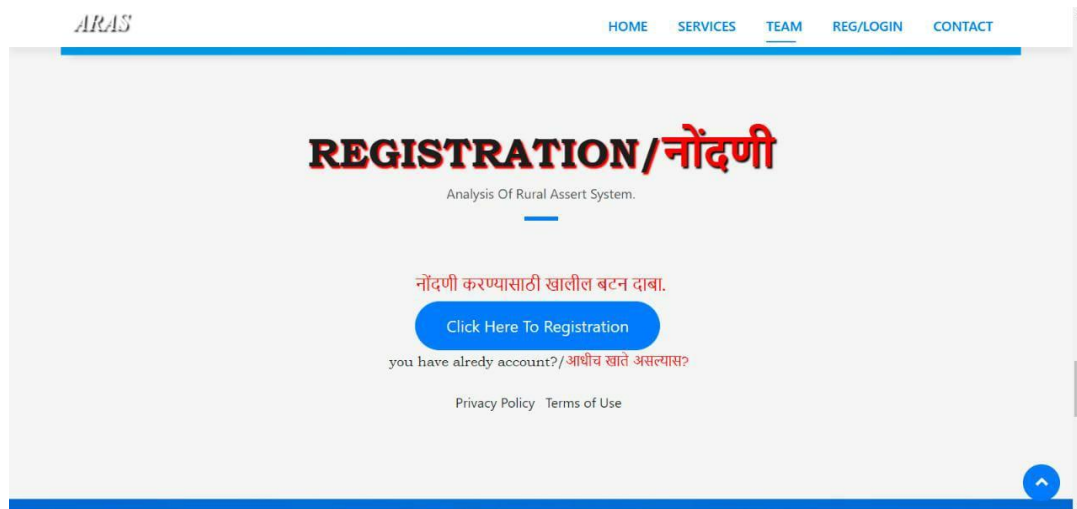 ARAS HOME SERVICES TEAM REG/LOGIN CONTACT
REGISTRATION/नोंदणी
Analysis Of Rural Assert System.
नोंदणी करण्यासाठी खालील बटन दाबा.
Click Here To Registration
you have alredy account?/आधीच खाते असल्यास?
Privacy Policy Terms of Use